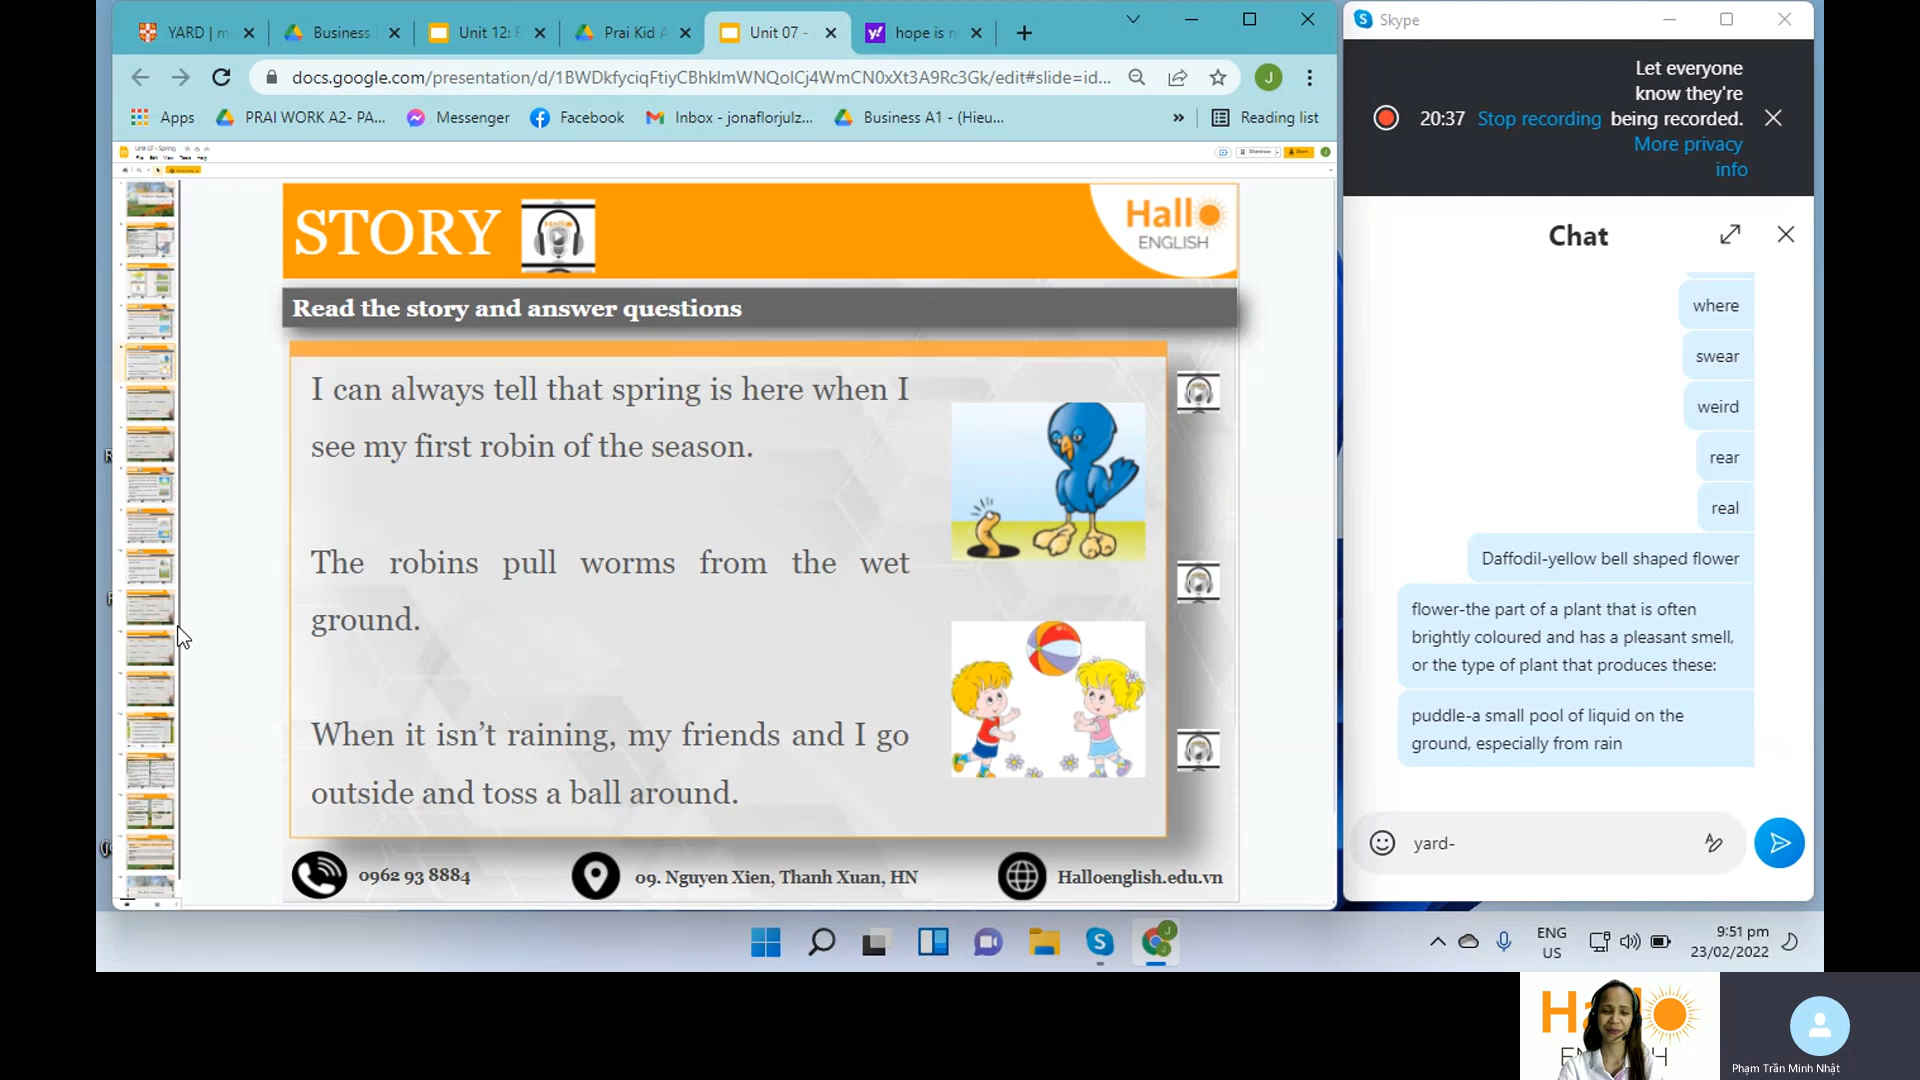 YARD | m
Business
Unit 12: F
Prai Kid A
Unit 07 -
hope is n
docs.google.com/presentation/d/1BWDkfyciqFtiyCBhklmWNQolCj4WmCN0xXt3A9Rc3Gk/edit#slide=id...
J
Apps
PRAI WORK A2- PA...
Messenger
Facebook
Inbox - jonaflorjulz...
Business A1 - (Hieu...
»
Reading list
Unit 07 - Spring
STORY
Hallo
ENGLISH
Read the story and answer questions
I can always tell that spring is here when I
see my first robin of the season.
The robins pull worms from the wet
ground.
When it isn't raining, my friends and I go
outside and toss a ball around.
0962 93 8884
09. Nguyen Xien, Thanh Xuan, HN
Halloenglish.edu.vn
Skype
20:37
Stop recording
Let everyone
know they're
being recorded.
More privacy
info
Chat
where
swear
weird
rear
real
Daffodil-yellow bell shaped flower
flower-the part of a plant that is often
brightly coloured and has a pleasant smell,
or the type of plant that produces these:
puddle-a small pool of liquid on the
ground, especially from rain
yard-
ENG
US
9:51 pm
23/02/2022
Phạm Trần Minh Nhật